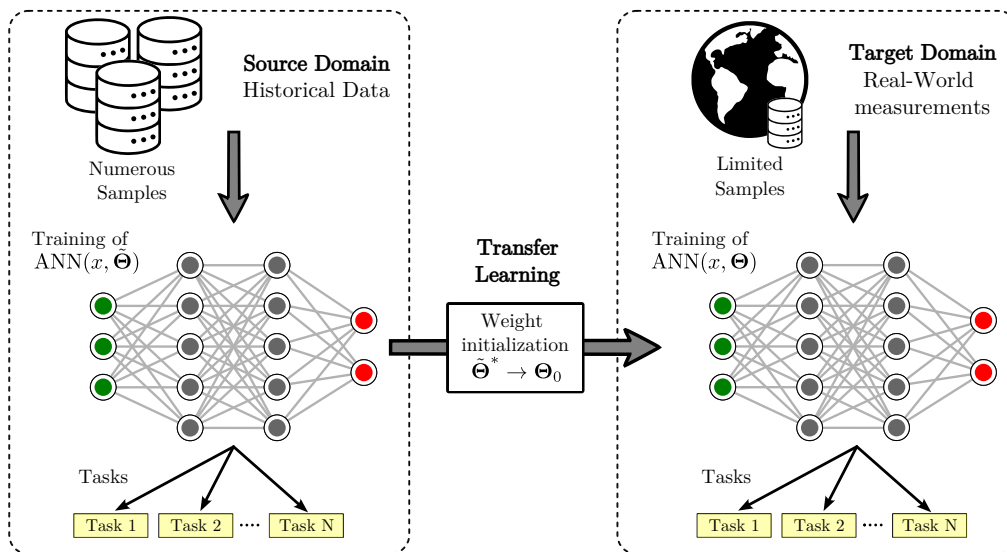 Source Domain
Historical Data
Numerous
Samples
Training of
ANN(x, Θ̃)
Tasks
Task 1
Task 2
....
Task N
Transfer
Learning
Weight
initialization
Θ̃* → Θ₀
Target Domain
Real-World
measurements
Limited
Samples
Training of
ANN(x, Θ)
Tasks
Task 1
Task 2
....
Task N